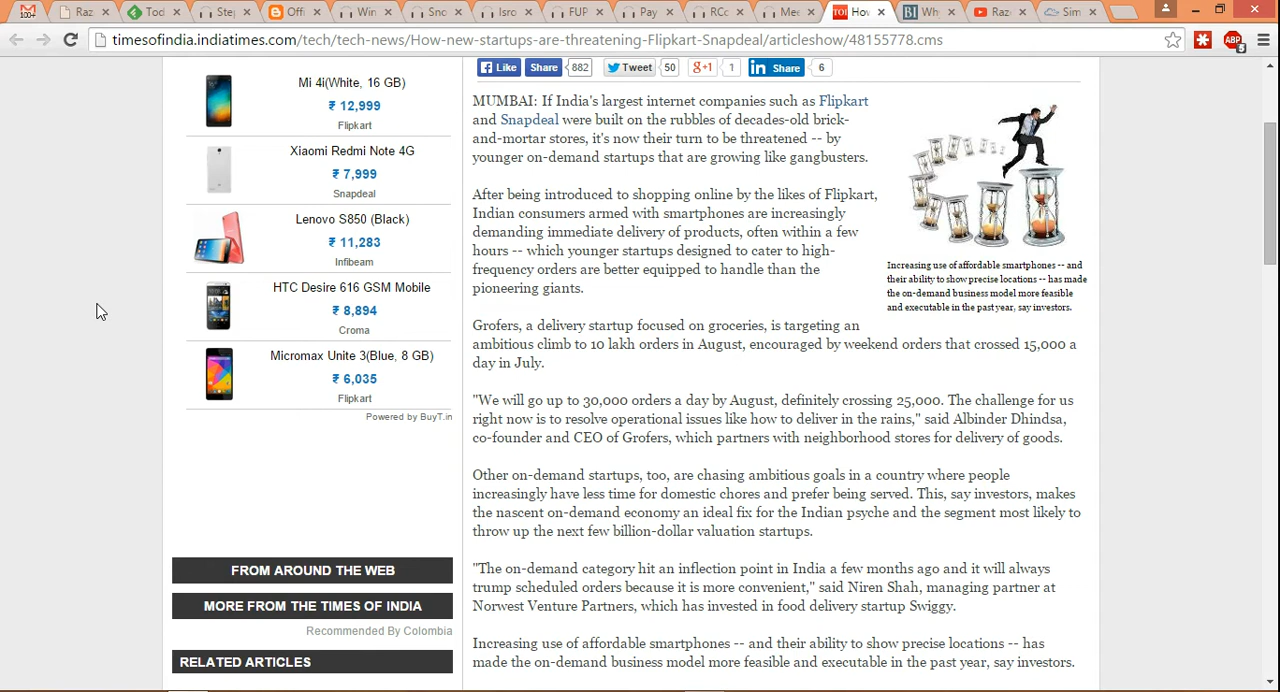 100+
Raz
Tod
Step
Offi
Win
Sno
Isro
FUP
Pay
RCo
Mee
TOI
How
BI
Wh
Raz
Sim
timesofindia.indiatimes.com/tech/tech-news/How-new-startups-are-threatening-Flipkart-Snapdeal/articleshow/48155778.cms
ABP
Mi 4i(White, 16 GB)
₹ 12,999
Flipkart
Xiaomi Redmi Note 4G
₹ 7,999
Snapdeal
Lenovo S850 (Black)
₹ 11,283
Infibeam
HTC Desire 616 GSM Mobile
₹ 8,894
Croma
Micromax Unite 3(Blue, 8 GB)
₹ 6,035
Flipkart
Powered by BuyT.in
FROM AROUND THE WEB
MORE FROM THE TIMES OF INDIA
Recommended By Colombia
RELATED ARTICLES
Like Share 882 Tweet 50 g+1 1 in Share 6
MUMBAI: If India's largest internet companies such as Flipkart
and Snapdeal were built on the rubbles of decades-old brick-
and-mortar stores, it's now their turn to be threatened -- by
younger on-demand startups that are growing like gangbusters.
After being introduced to shopping online by the likes of Flipkart,
Indian consumers armed with smartphones are increasingly
demanding immediate delivery of products, often within a few
hours -- which younger startups designed to cater to high-
frequency orders are better equipped to handle than the
pioneering giants.
Increasing use of affordable smartphones -- and
their ability to show precise locations -- has made
the on-demand business model more feasible
and executable in the past year, say investors.
Grofers, a delivery startup focused on groceries, is targeting an
ambitious climb to 10 lakh orders in August, encouraged by weekend orders that crossed 15,000 a
day in July.
"We will go up to 30,000 orders a day by August, definitely crossing 25,000. The challenge for us
right now is to resolve operational issues like how to deliver in the rains," said Albinder Dhindsa,
co-founder and CEO of Grofers, which partners with neighborhood stores for delivery of goods.
Other on-demand startups, too, are chasing ambitious goals in a country where people
increasingly have less time for domestic chores and prefer being served. This, say investors, makes
the nascent on-demand economy an ideal fix for the Indian psyche and the segment most likely to
throw up the next few billion-dollar valuation startups.
"The on-demand category hit an inflection point in India a few months ago and it will always
trump scheduled orders because it is more convenient," said Niren Shah, managing partner at
Norwest Venture Partners, which has invested in food delivery startup Swiggy.
Increasing use of affordable smartphones -- and their ability to show precise locations -- has
made the on-demand business model more feasible and executable in the past year, say investors.